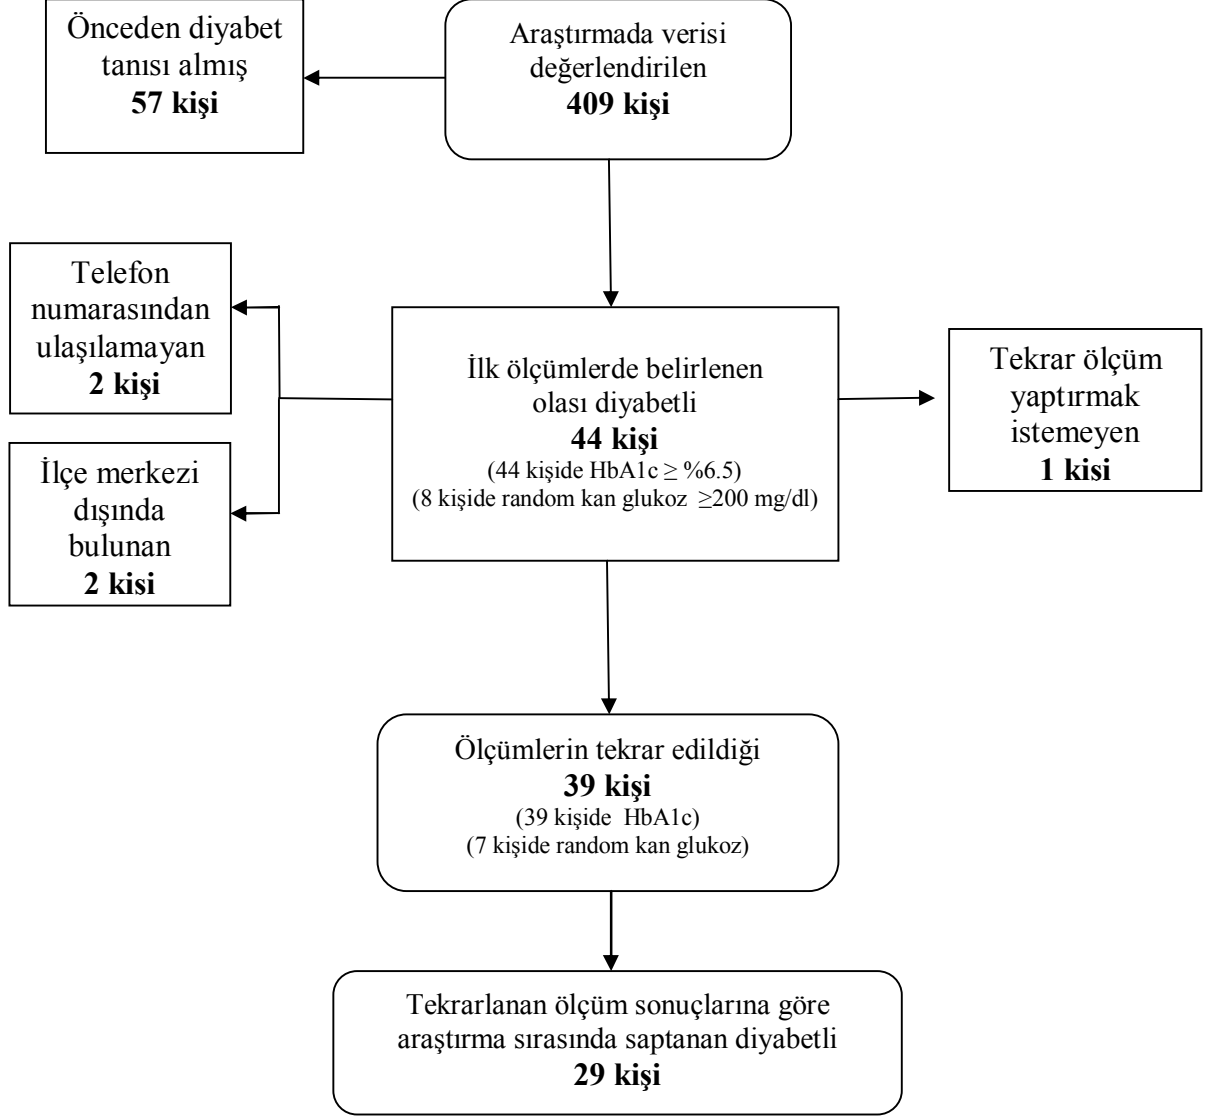 Önceden diyabet
tanısı almış
57 kişi
Araştırmada verisi
değerlendirilen
409 kişi
Telefon
numarasından
ulaşılamayan
2 kişi
İlk ölçümlerde belirlenen
olası diyabetli
44 kişi
(44 kişide HbA1c ≥ %6.5)
(8 kişide random kan glukoz ≥200 mg/dl)
Tekrar ölçüm
yaptırmak
istemeyen
1 kisi
İlçe merkezi
dışında
bulunan
2 kisi
Ölçümlerin tekrar edildiği
39 kişi
(39 kişide HbA1c)
(7 kişide random kan glukoz)
Tekrarlanan ölçüm sonuçlarına göre
araştırma sırasında saptanan diyabetli
29 kişi